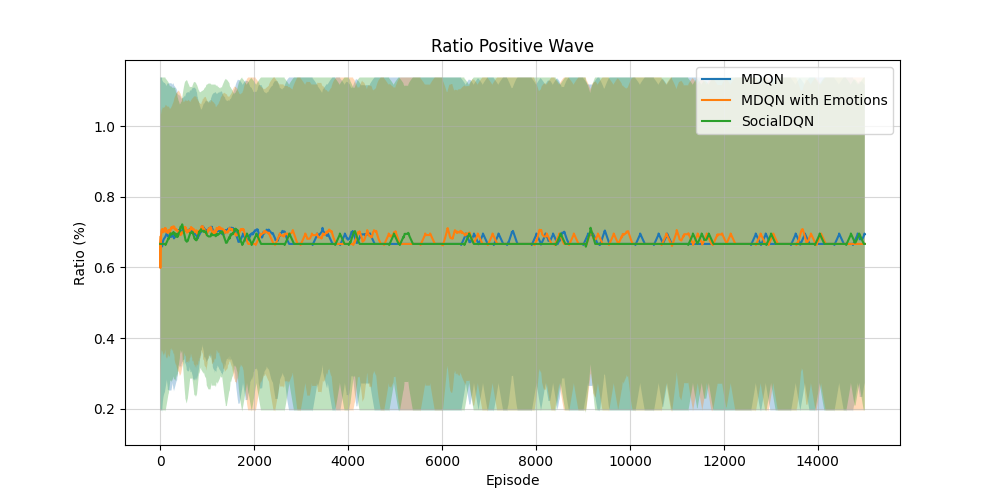 Ratio Positive Wave
MDQN
MDQN with Emotions
SocialDQN
Ratio (%)
1.0
0.8
0.6
0.4
0.2
0 2000 4000 6000 8000 10000 12000 14000
Episode